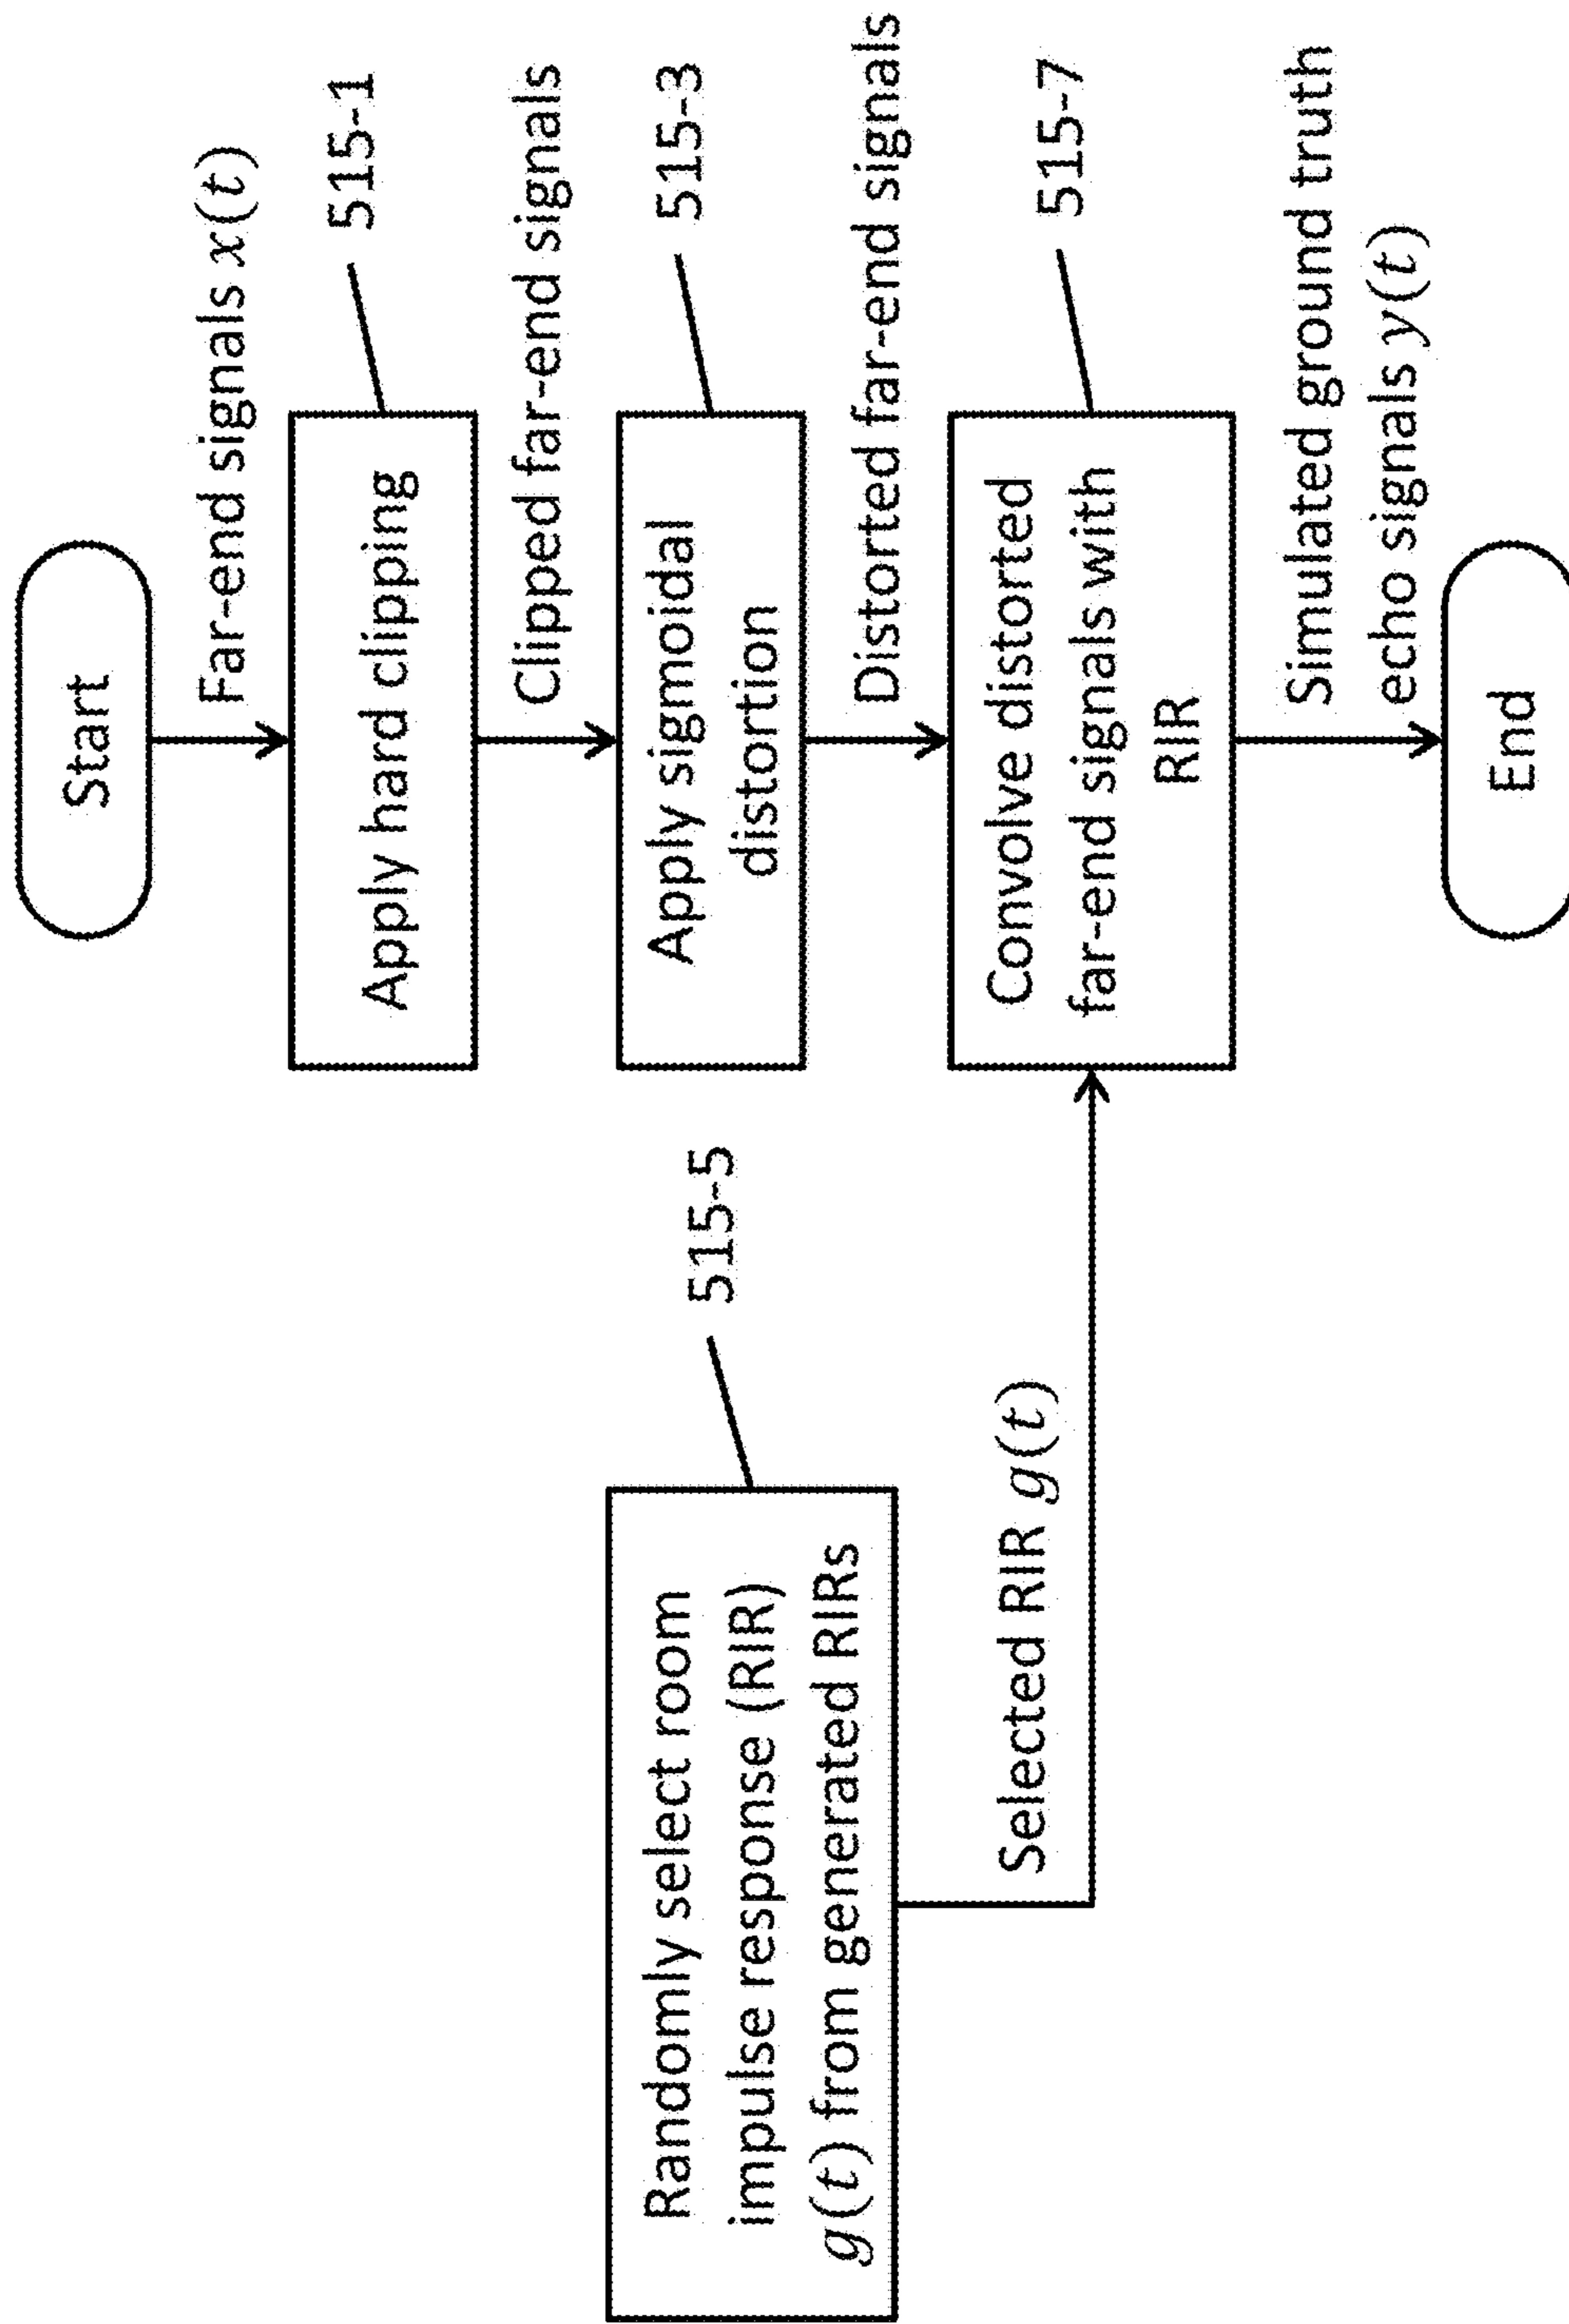 Start
Far-end signals x(t)
Apply hard clipping
515-1
Clipped far-end signals
Apply sigmoidal
distortion
515-3
Distorted far-end signals
Randomly select room
impulse response (RIR)
g(t) from generated RIRs
515-5
Selected RIR g(t)
Convolve distorted
far-end signals with
RIR
515-7
Simulated ground truth
echo signals y(t)
End